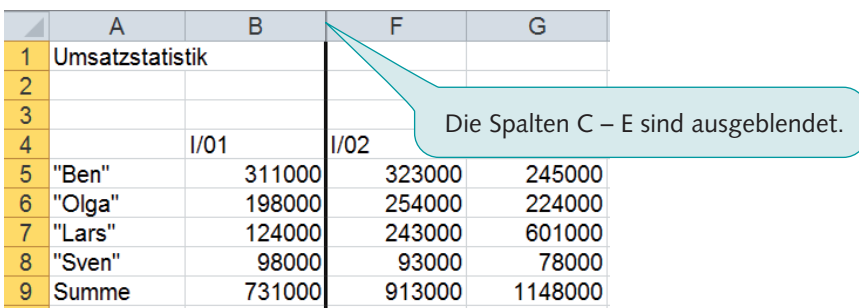 A B F G
1 Umsatzstatistik
2
3
Die Spalten C – E sind ausgeblendet.
4 I/01 I/02
5 "Ben" 311000 323000 245000
6 "Olga" 198000 254000 224000
7 "Lars" 124000 243000 601000
8 "Sven" 98000 93000 78000
9 Summe 731000 913000 1148000